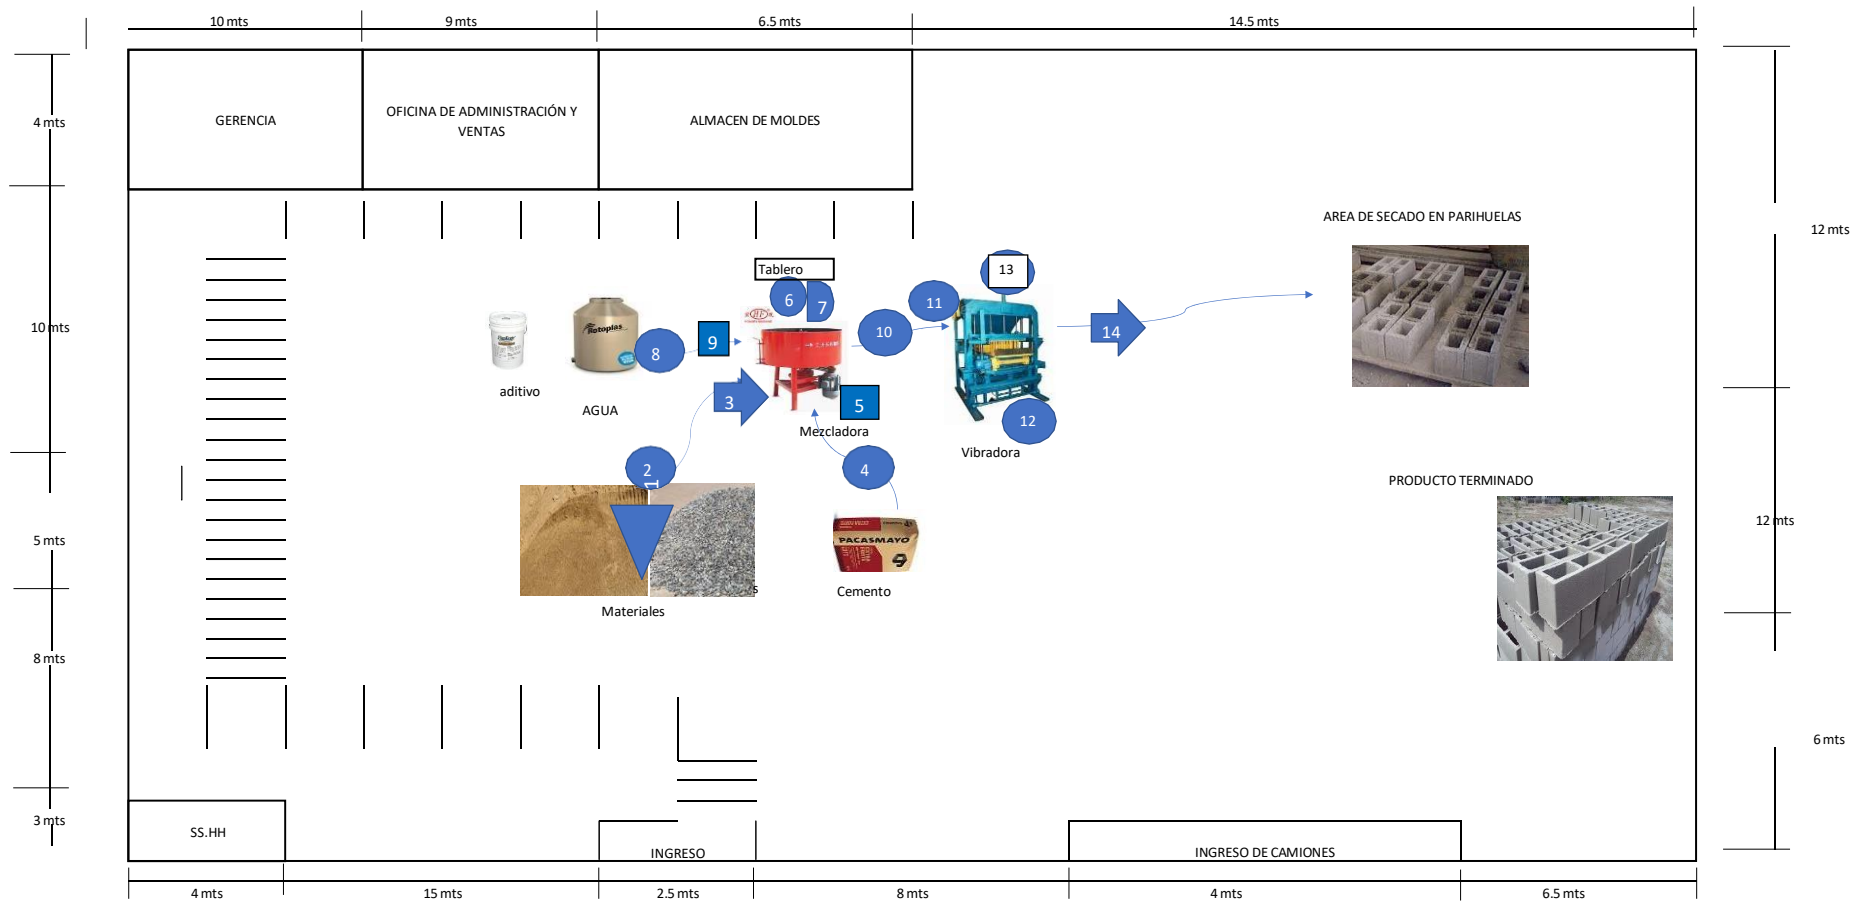 10 mts
9 mts
6.5 mts
14.5 mts
4 mts
GERENCIA
OFICINA DE ADMINISTRACIÓN Y
VENTAS
ALMACEN DE MOLDES
12 mts
AREA DE SECADO EN PARIHUELAS
10 mts
Tablero
6
7
13
11
10
14
Rotoplas
8
9
aditivo
AGUA
3
5
Mezcladora
12
Vibradora
2
1
4
PRODUCTO TERMINADO
12 mts
5 mts
PACASMAYO
s
Materiales
Cemento
8 mts
6 mts
3 mts
SS.HH
INGRESO
INGRESO DE CAMIONES
4 mts
15 mts
2.5 mts
8 mts
4 mts
6.5 mts